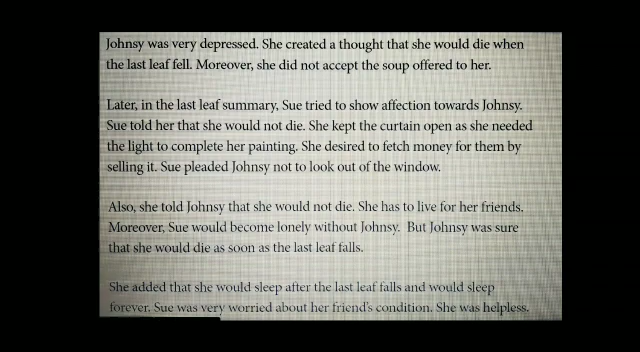 Johnsy was very depressed. She created a thought that she would die when
the last leaf fell. Moreover, she did not accept the soup offered to her.
Later, in the last leaf summary, Sue tried to show affection towards Johnsy.
Sue told her that she would not die. She kept the curtain open as she needed
the light to complete her painting. She desired to fetch money for them by
selling it. Sue pleaded Johnsy not to look out of the window.
Also, she told Johnsy that she would not die. She has to live for her friends.
Moreover, Sue would become lonely without Johnsy. But Johnsy was sure
that she would die as soon as the last leaf falls.
She added that she would sleep after the last leaf falls and would sleep
forever. Sue was very worried about her friend's condition. She was helpless.